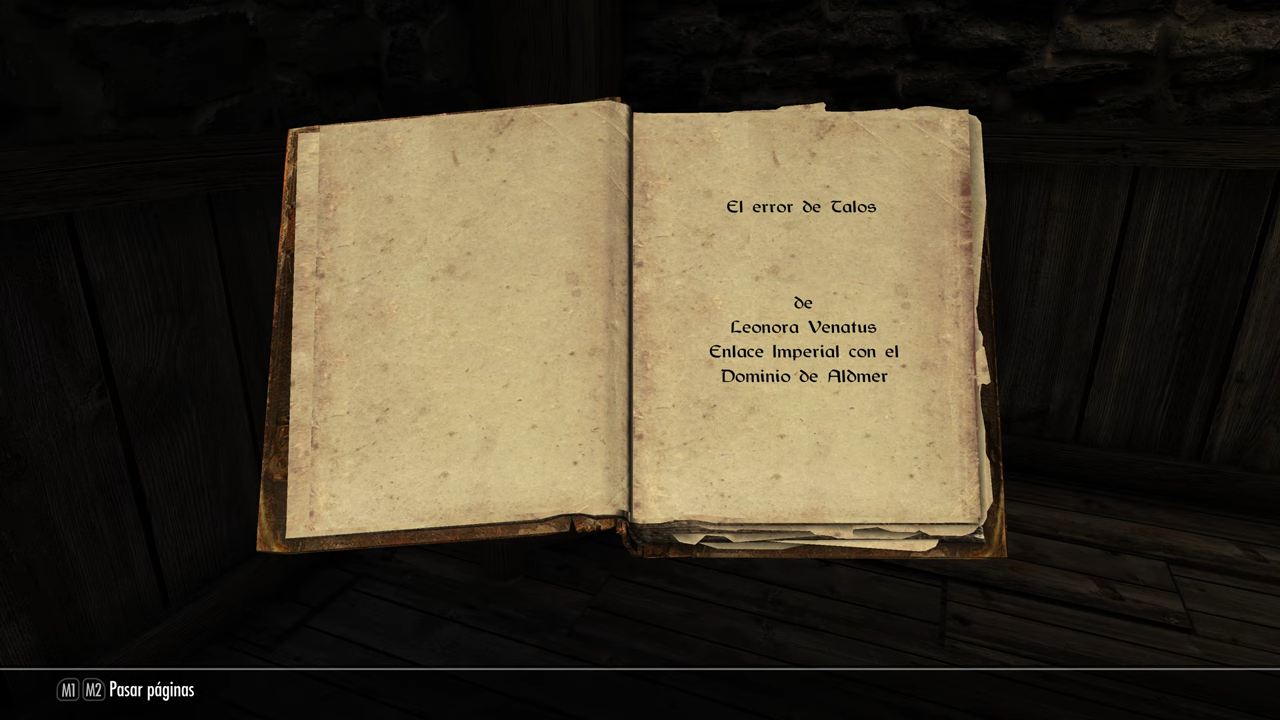 El error de Talos
de
Leonora Venatus
Enlace Imperial con el
Dominio de Aldmer
M1 M2 Pasar páginas